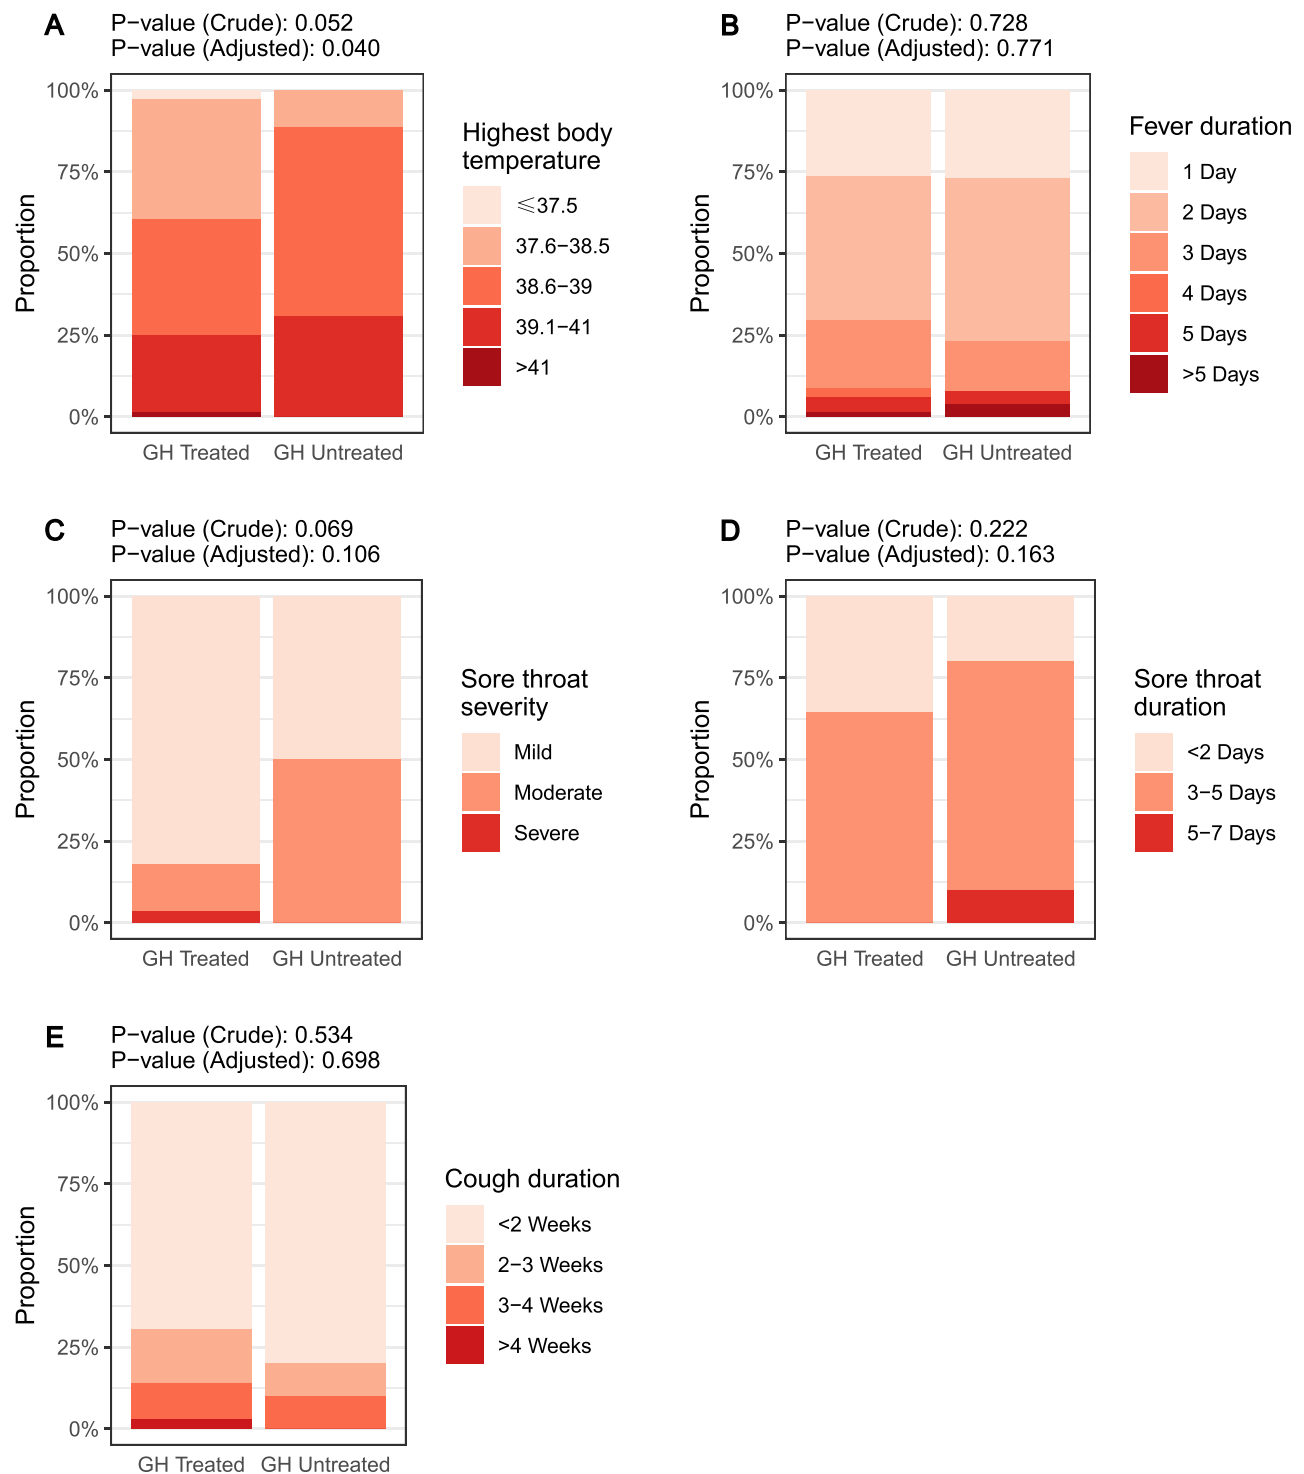 A
P−value (Crude): 0.052
P−value (Adjusted): 0.040
100%
75%
50%
25%
0%
Proportion
GH Treated
GH Untreated
Highest body
temperature
⩽37.5
37.6−38.5
38.6−39
39.1−41
>41
B
P−value (Crude): 0.728
P−value (Adjusted): 0.771
100%
75%
50%
25%
0%
Proportion
GH Treated
GH Untreated
Fever duration
1 Day
2 Days
3 Days
4 Days
5 Days
>5 Days
C
P−value (Crude): 0.069
P−value (Adjusted): 0.106
100%
75%
50%
25%
0%
Proportion
GH Treated
GH Untreated
Sore throat
severity
Mild
Moderate
Severe
D
P−value (Crude): 0.222
P−value (Adjusted): 0.163
100%
75%
50%
25%
0%
Proportion
GH Treated
GH Untreated
Sore throat
duration
<2 Days
3−5 Days
5−7 Days
E
P−value (Crude): 0.534
P−value (Adjusted): 0.698
100%
75%
50%
25%
0%
Proportion
GH Treated
GH Untreated
Cough duration
<2 Weeks
2−3 Weeks
3−4 Weeks
>4 Weeks